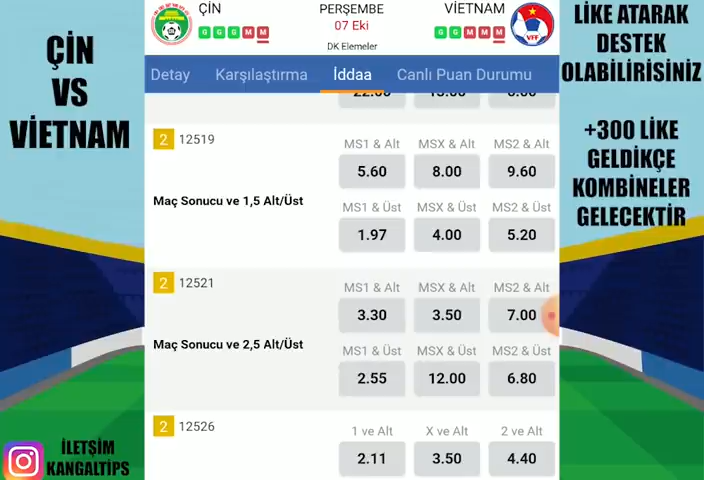 ÇİN
VS
VİETNAM
ÇİN
G G G M M
PERŞEMBE
07 Eki
DK Elemeler
VİETNAM
G G M M M
VFF
LİKE ATARAK
DESTEK
OLABİLİRİSİNİZ
+300 LİKE
GELDİKÇE
KOMBİNELER
GELECEKTİR
Detay Karşılaştırma İddaa Canlı Puan Durumu
2 12519
Maç Sonucu ve 1,5 Alt/Üst
MS1 & Alt MSX & Alt MS2 & Alt
5.60 8.00 9.60
MS1 & Üst MSX & Üst MS2 & Üst
1.97 4.00 5.20
2 12521
Maç Sonucu ve 2,5 Alt/Üst
MS1 & Alt MSX & Alt MS2 & Alt
3.30 3.50 7.00
MS1 & Üst MSX & Üst MS2 & Üst
2.55 12.00 6.80
2 12526
1 ve Alt X ve Alt 2 ve Alt
2.11 3.50 4.40
İLETŞİM
KANGALTİPS